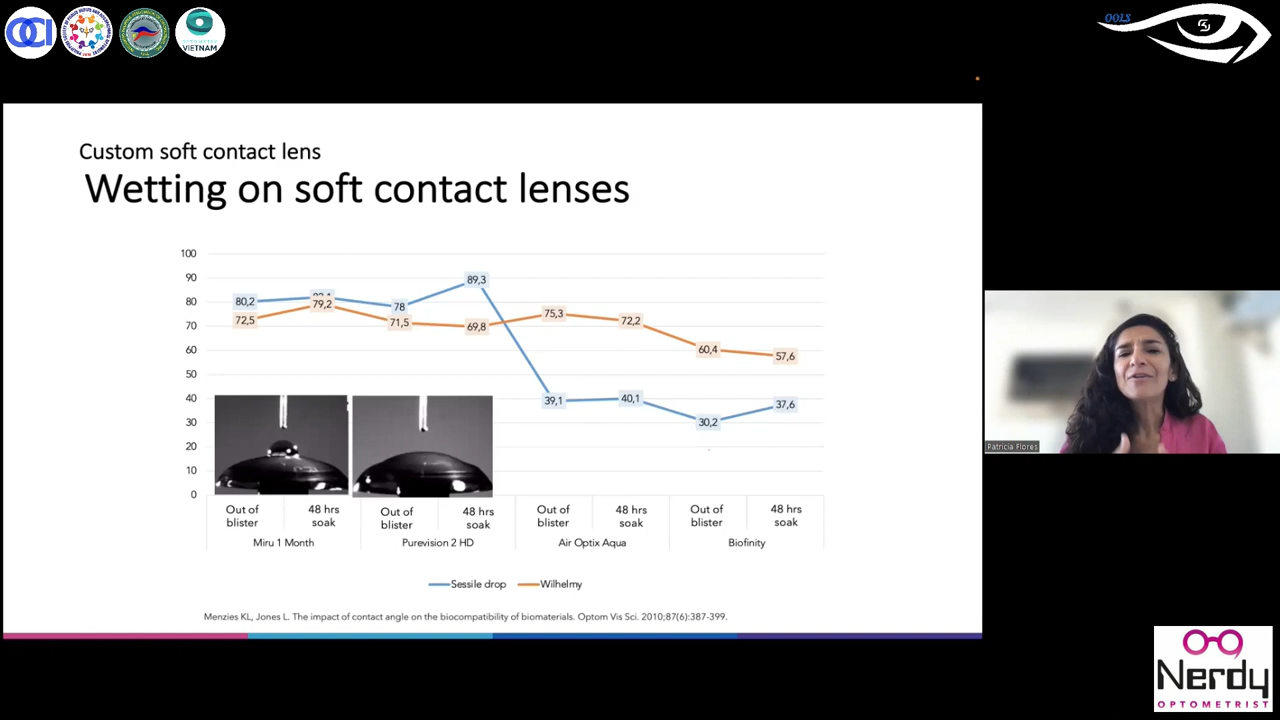 OCI
VIETNAM
OOLS
Custom soft contact lens
Wetting on soft contact lenses
100
90
80
70
60
50
40
30
20
10
0
80,2
78
89,3
39,1
40,1
30,2
37,6
72,5
79,2
71,5
69,8
75,3
72,2
60,4
57,6
Out of blister
48 hrs soak
Out of blister
48 hrs soak
Out of blister
48 hrs soak
Out of blister
48 hrs soak
Miru 1 Month
Purevision 2 HD
Air Optix Aqua
Biofinity
Sessile drop
Wilhelmy
Menzies KL, Jones L. The impact of contact angle on the biocompatibility of biomaterials. Optom Vis Sci. 2010;87(6):387-399.
Patricia Flores
Nerdy
OPTOMETRIST